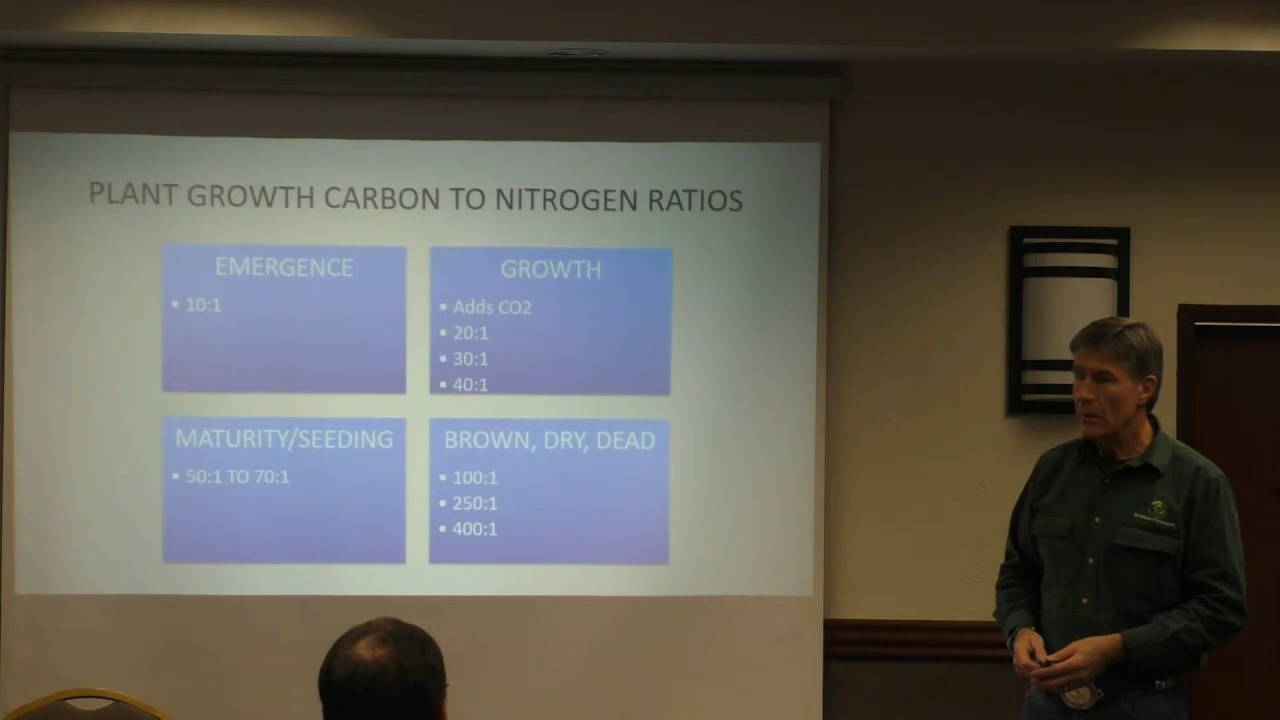 PLANT GROWTH CARBON TO NITROGEN RATIOS
EMERGENCE
• 10:1
GROWTH
• Adds CO2
• 20:1
• 30:1
• 40:1
MATURITY/SEEDING
• 50:1 TO 70:1
BROWN, DRY, DEAD
• 100:1
• 250:1
• 400:1